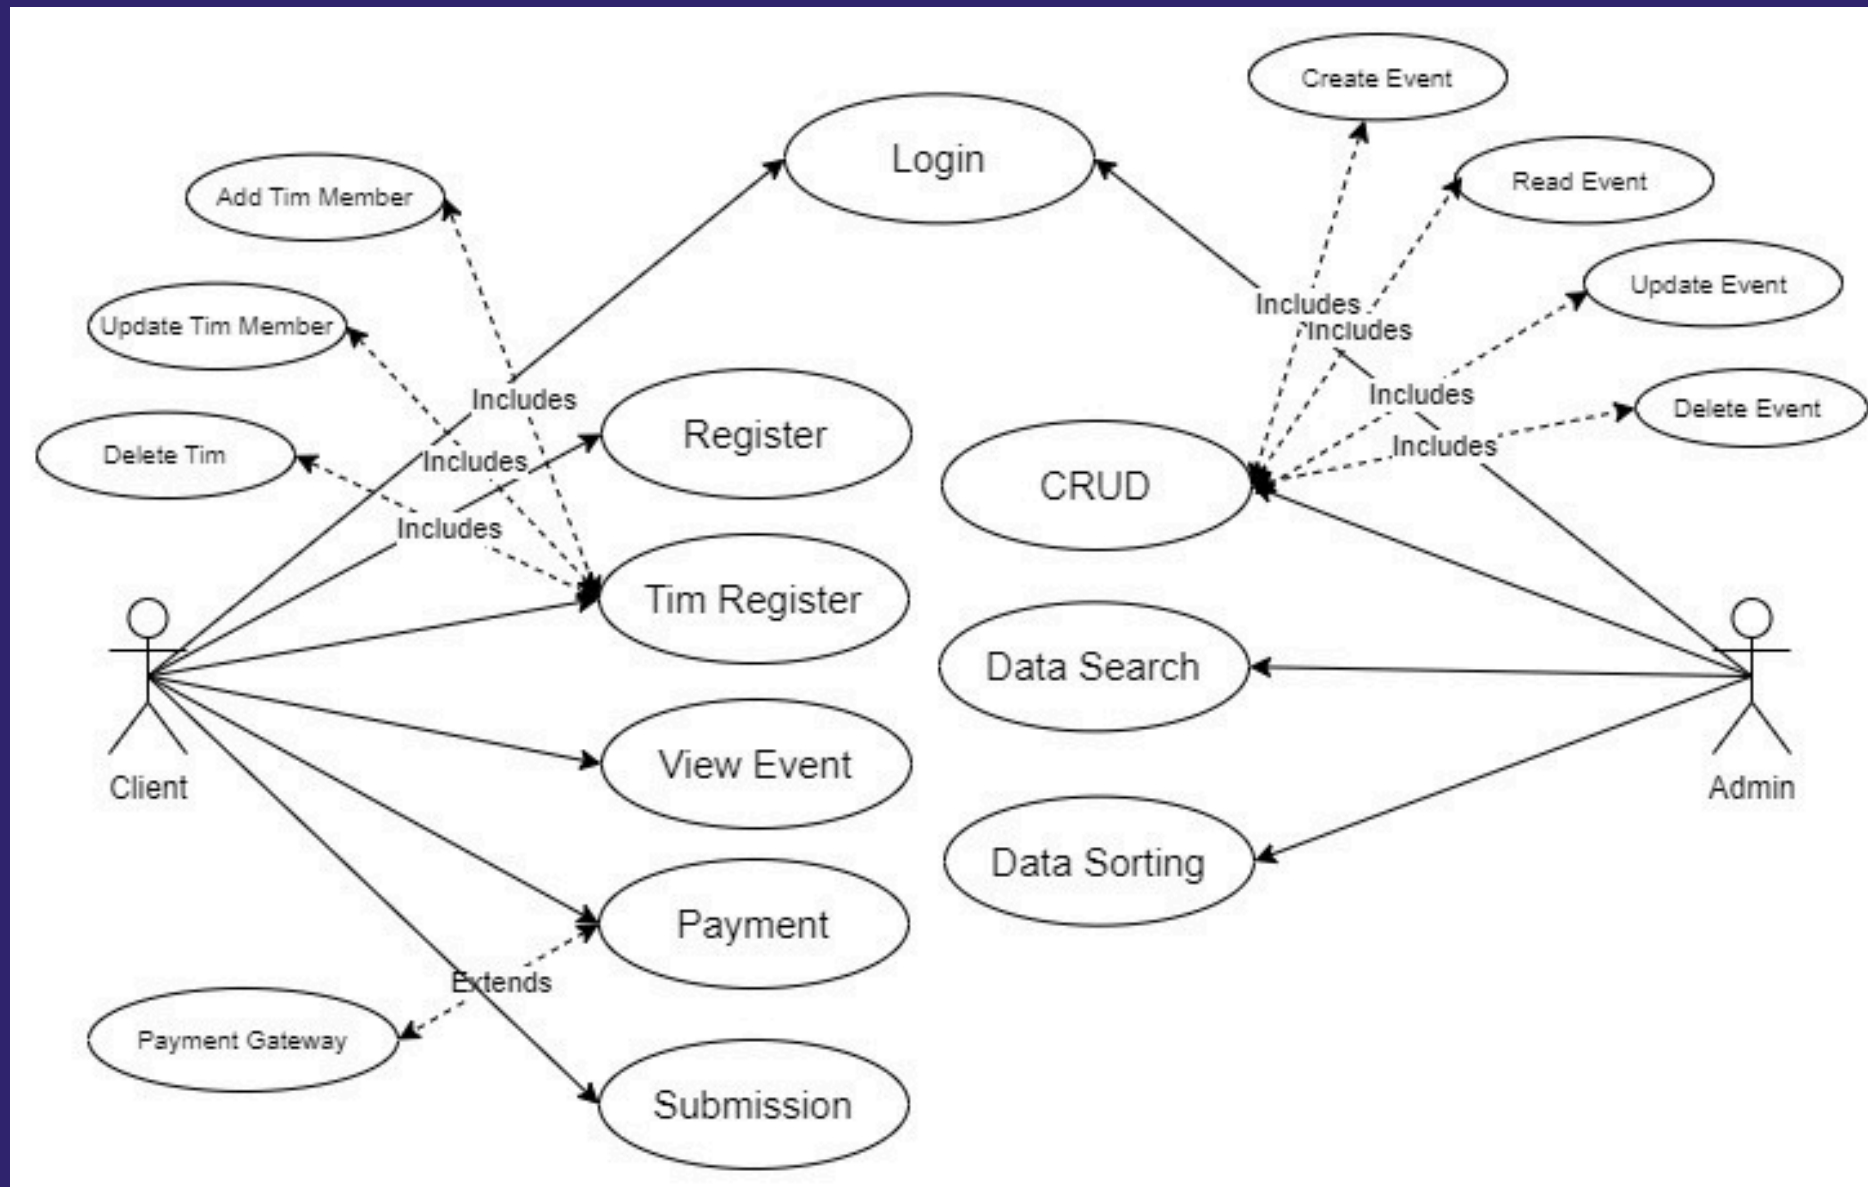 Create Event
Login
Read Event
Add Tim Member
Update Event
Includes
Includes
Update Tim Member
Includes
Includes
Delete Event
Register
Includes
Includes
Delete Tim
CRUD
Includes
Tim Register
Data Search
View Event
Client
Admin
Data Sorting
Payment
Extends
Payment Gateway
Submission